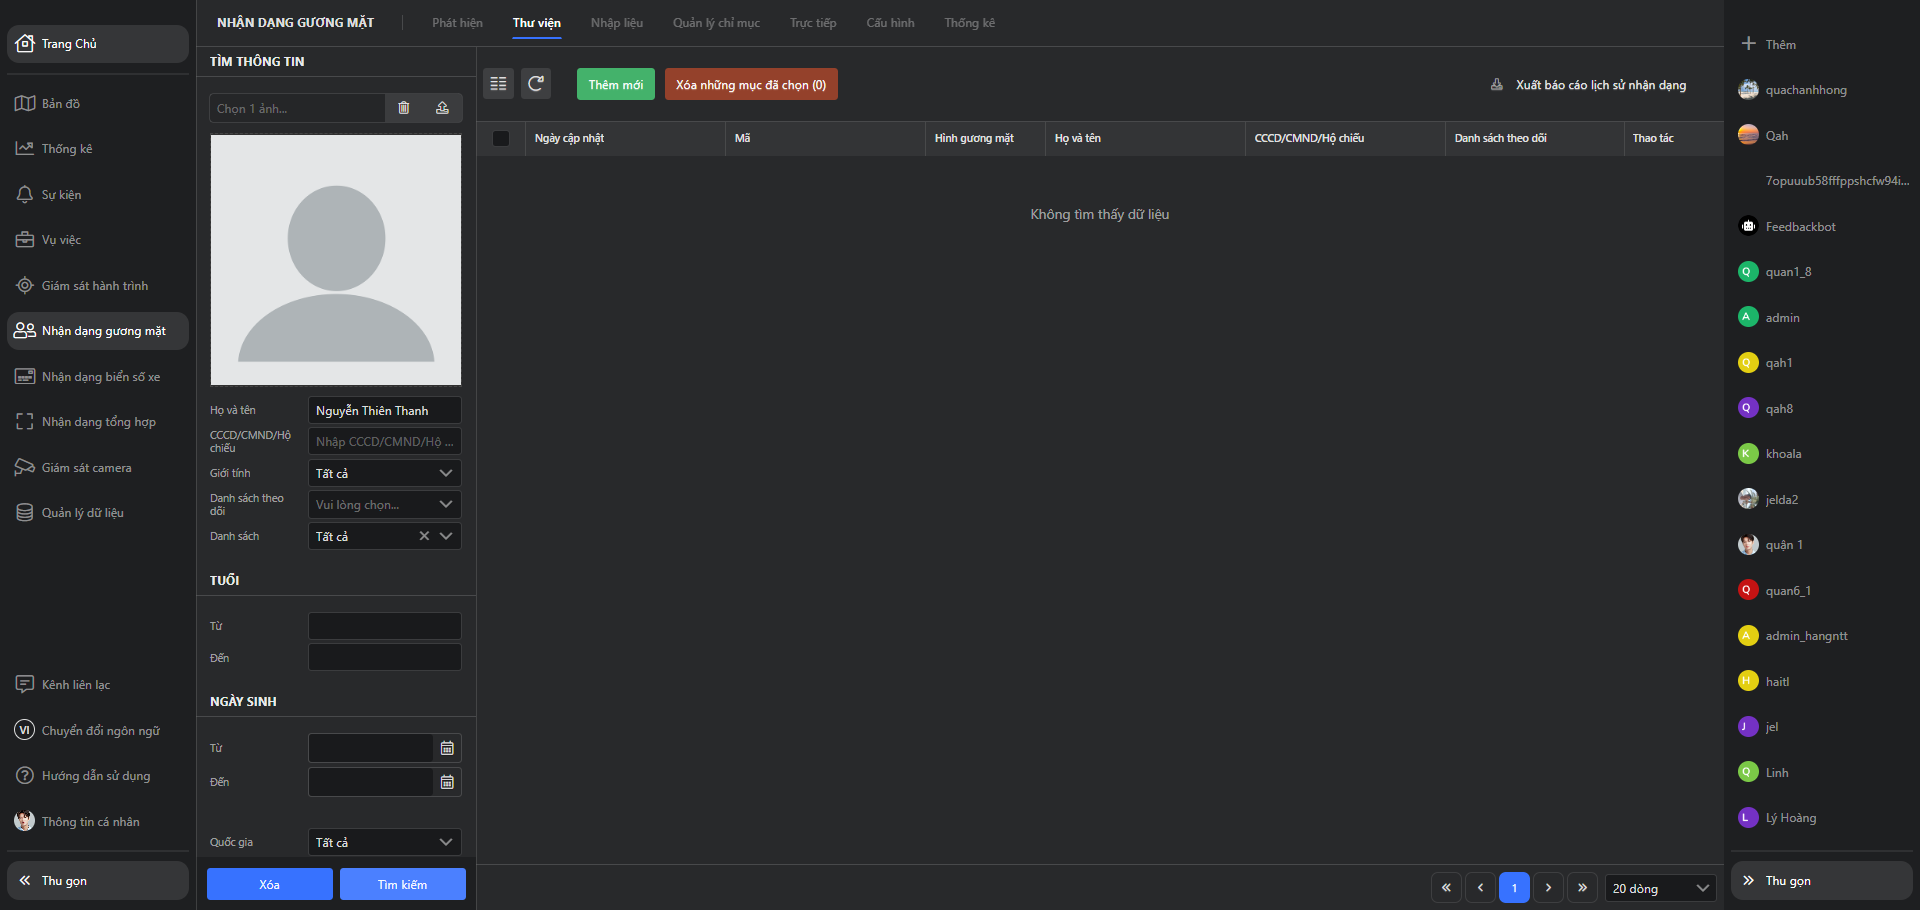 Trang Chủ
Bản đồ
Thống kê
Sự kiện
Vụ việc
Giám sát hành trình
Nhận dạng gương mặt
Nhận dạng biển số xe
Nhận dạng tổng hợp
Giám sát camera
Quản lý dữ liệu
Kênh liên lạc
VI
Chuyển đổi ngôn ngữ
Hướng dẫn sử dụng
Thông tin cá nhân
Thu gọn
NHẬN DẠNG GƯƠNG MẶT
Phát hiện
Thư viện
Nhập liệu
Quản lý chỉ mục
Trực tiếp
Cấu hình
Thống kê
TÌM THÔNG TIN
Chọn 1 ảnh...
Họ và tên
Nguyễn Thiên Thanh
CCCD/CMND/Hộ chiếu
Nhập CCCD/CMND/Hộ ...
Giới tính
Tất cả
Danh sách theo dõi
Vui lòng chọn...
Danh sách
Tất cả
TUỔI
Từ
Đến
NGÀY SINH
Từ
Đến
Quốc gia
Tất cả
Xóa
Tìm kiếm
Thêm mới
Xóa những mục đã chọn (0)
Xuất báo cáo lịch sử nhận dạng
Ngày cập nhật
Mã
Hình gương mặt
Họ và tên
CCCD/CMND/Hộ chiếu
Danh sách theo dõi
Thao tác
Không tìm thấy dữ liệu
1
20 dòng
Thêm
quachanhhong
Qah
7opuuub58fffppshcfw94i...
Feedbackbot
Q
quan1_8
A
admin
Q
qah1
Q
qah8
K
khoala
jelda2
quận 1
Q
quan6_1
A
admin_hangntt
H
haitl
J
jel
Q
Linh
L
Lý Hoàng
Thu gọn